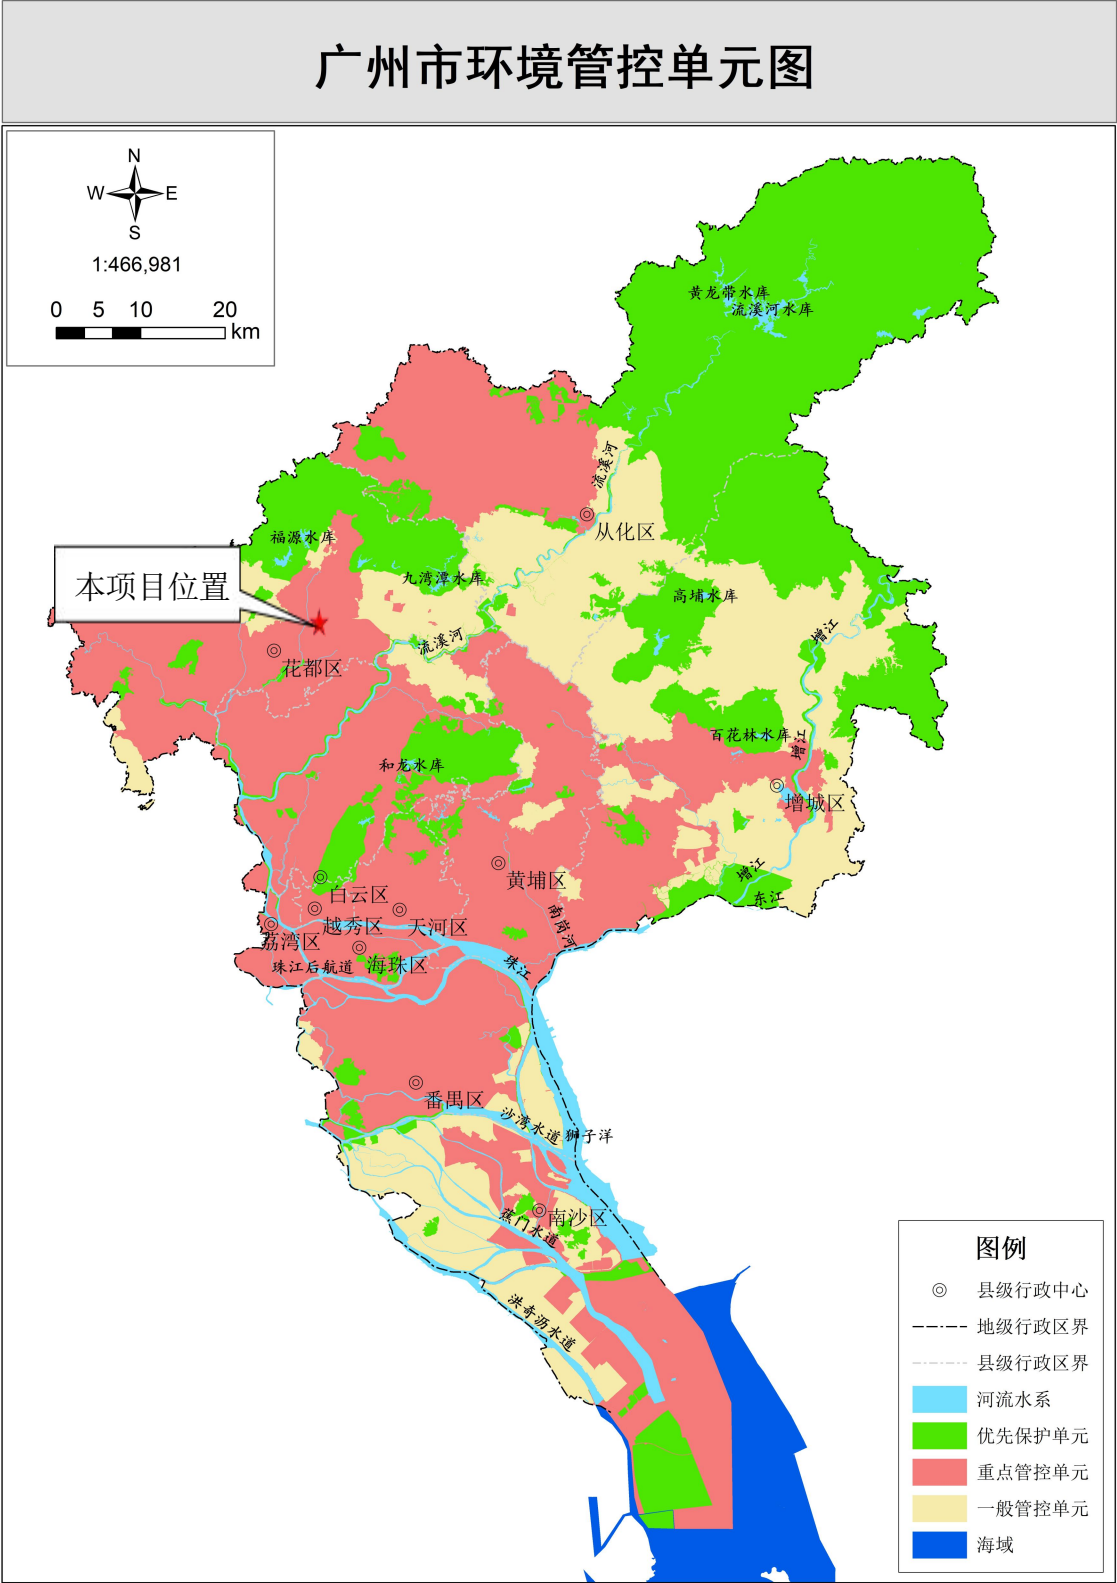 广州市环境管控单元图
N
W E
S
1:466,981
0 5 10 20
km
黄龙带水库
流溪河水库
流溪河
从化区
福源水库
九湾潭水库
高埔水库
本项目位置
增江
流溪河
花都区
百花林水库
增江
和龙水库
增城区
黄埔区
增江
白云区
东江
越秀区
天河区
南岗河
荔湾区
珠江后航道
海珠区
珠江
番禺区
沙湾水道
狮子洋
南沙区
蕉门水道
洪奇沥水道
图例
县级行政中心
地级行政区界
县级行政区界
河流水系
优先保护单元
重点管控单元
一般管控单元
海域